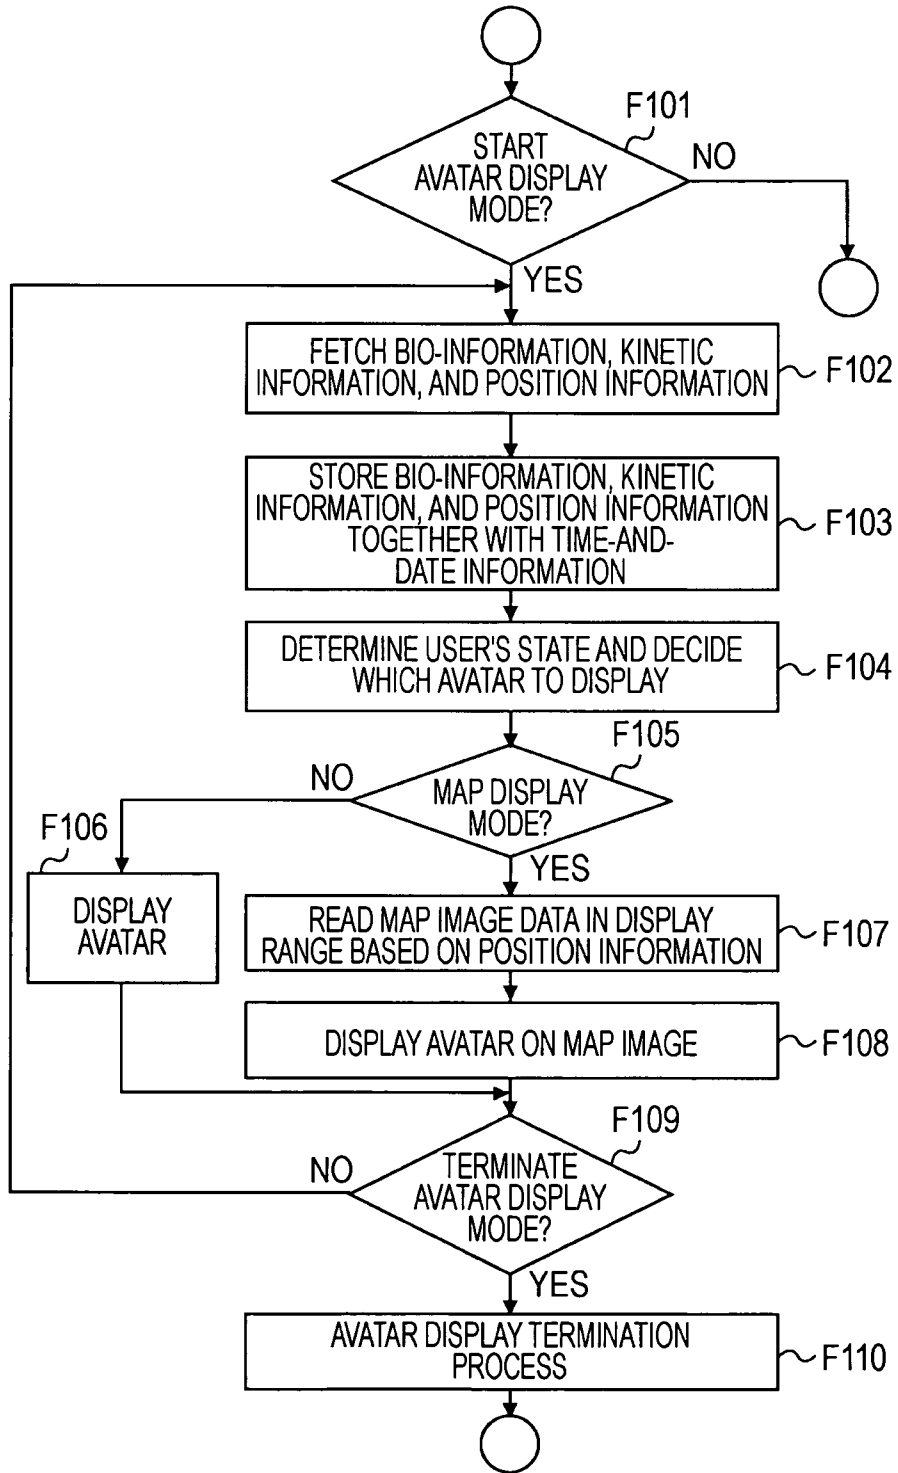 F101
START
AVATAR DISPLAY
MODE?
NO
YES
FETCH BIO-INFORMATION, KINETIC
INFORMATION, AND POSITION INFORMATION
F102
STORE BIO-INFORMATION, KINETIC
INFORMATION, AND POSITION INFORMATION
TOGETHER WITH TIME-AND-
DATE INFORMATION
F103
DETERMINE USER'S STATE AND DECIDE
WHICH AVATAR TO DISPLAY
F104
F105
MAP DISPLAY
MODE?
NO
YES
F106
DISPLAY
AVATAR
READ MAP IMAGE DATA IN DISPLAY
RANGE BASED ON POSITION INFORMATION
F107
DISPLAY AVATAR ON MAP IMAGE
F108
F109
TERMINATE
AVATAR DISPLAY
MODE?
NO
YES
AVATAR DISPLAY TERMINATION
PROCESS
F110